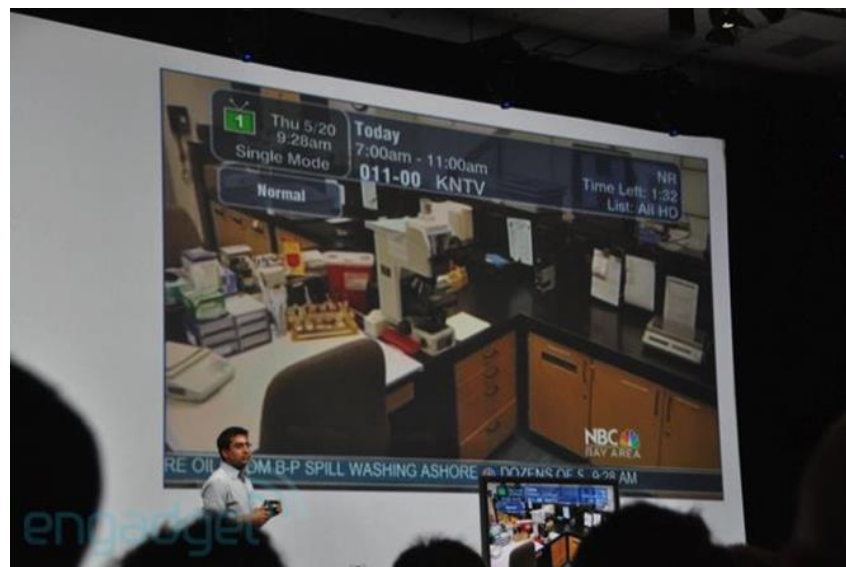 1
Thu 5/20
9:28am
Single Mode
Today
7:00am - 11:00am
011-00 KNTV
NR
Time Left: 1:32
List: All HD
Normal
NBC
BAY AREA
RE OIL FROM B-P SPILL WASHING ASHORE DOZENS OF S 9:28 AM
engadget